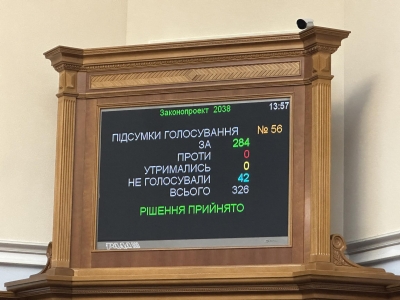 Законопроект 2038 13:57
ПІДСУМКИ ГОЛОСУВАННЯ № 56
ЗА 284
ПРОТИ 0
УТРИМАЛИСЬ 0
НЕ ГОЛОСУВАЛИ 42
ВСЬОГО 326
РІШЕННЯ ПРИЙНЯТО